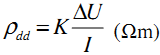 ρdd = K ΔU / I (Ωm)